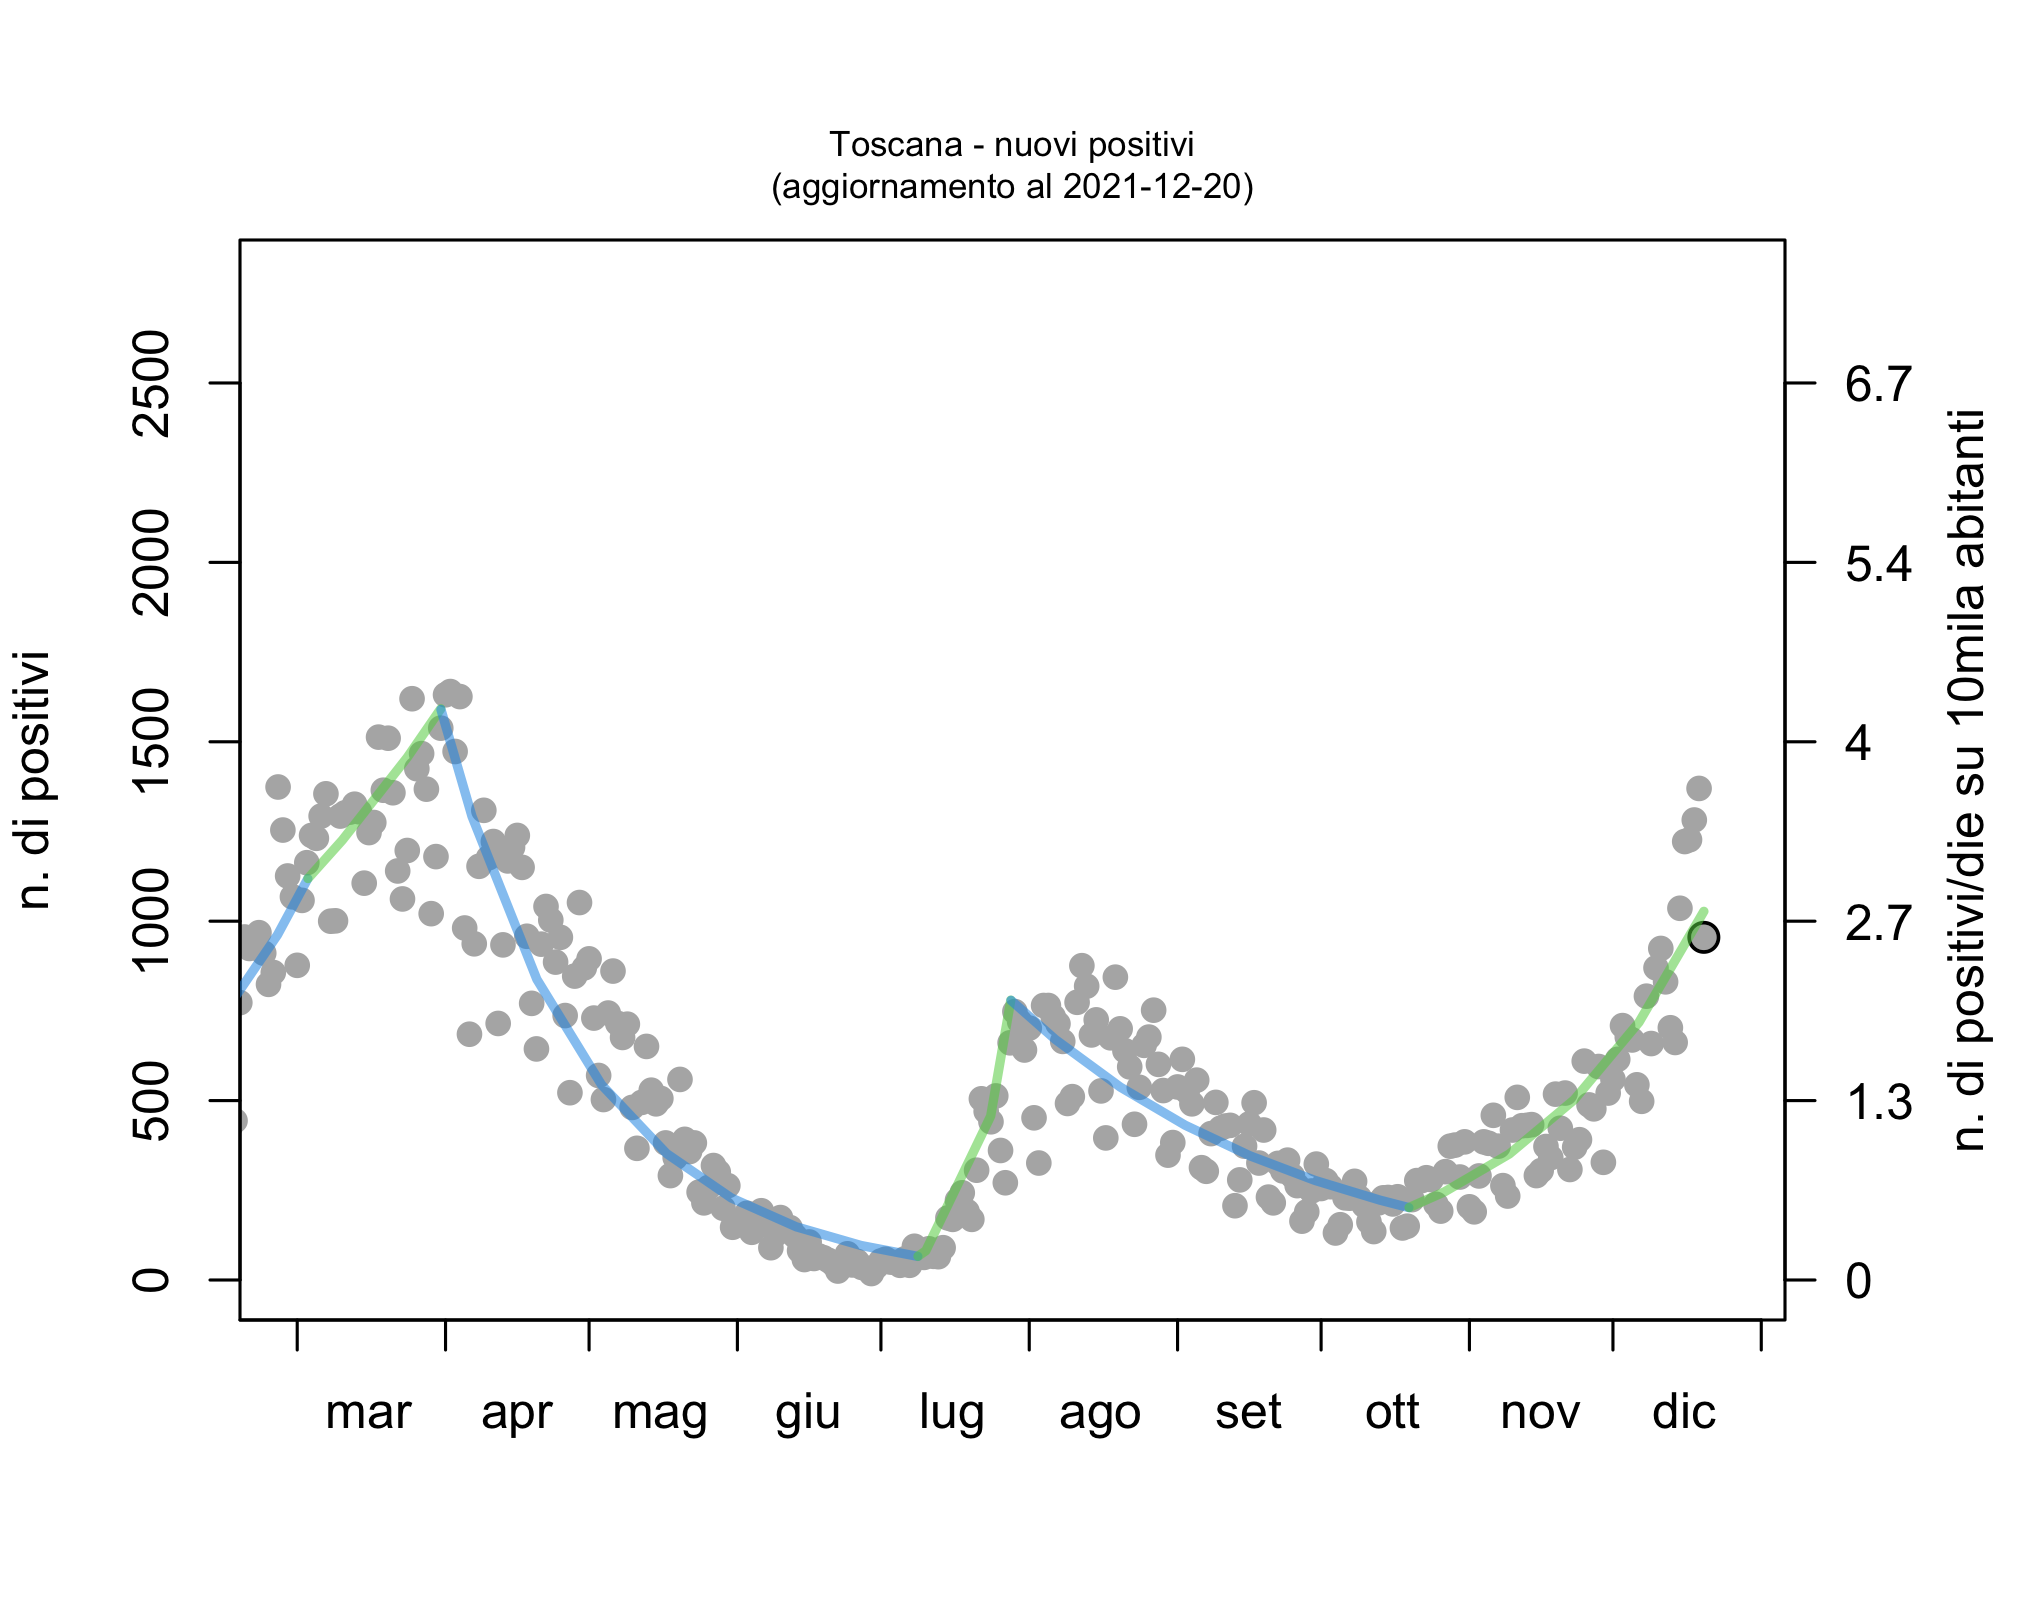 Toscana - nuovi positivi
(aggiornamento al 2021-12-20)
n. di positivi
2500
2000
1500
1000
500
0
6.7
5.4
4
2.7
1.3
0
n. di positivi/die su 10mila abitanti
mar apr mag giu lug ago set ott nov dic